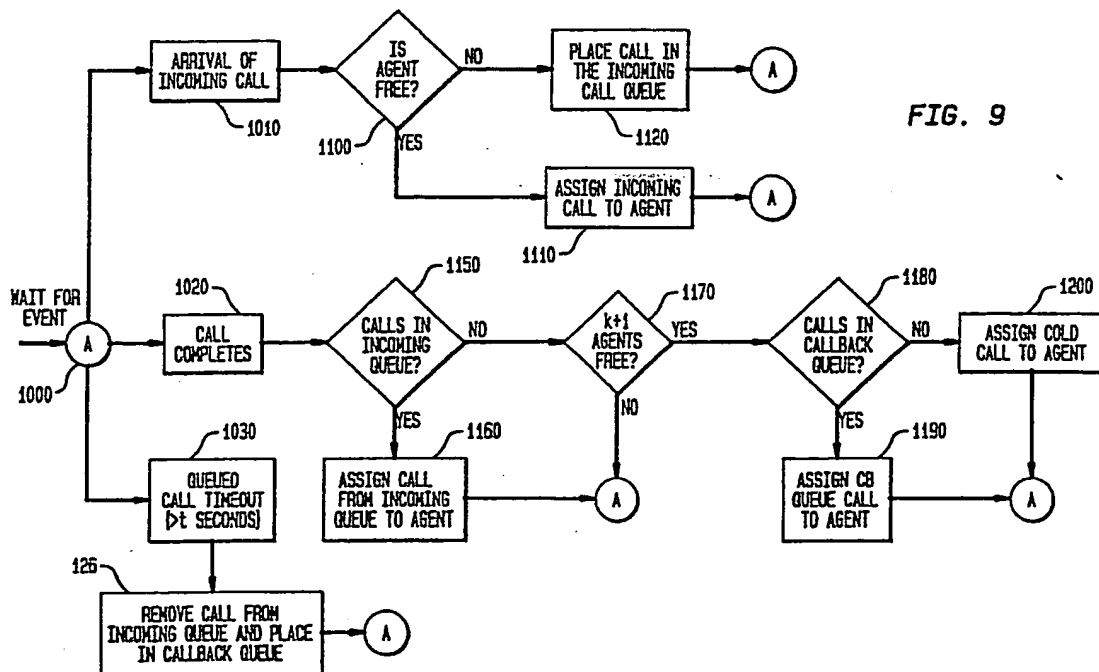 ARRIVAL OF
INCOMING CALL
1010
IS
AGENT
FREE?
1100
NO
YES
PLACE CALL IN
THE INCOMING
CALL QUEUE
1120
A
FIG. 9
ASSIGN INCOMING
CALL TO AGENT
1110
A
WAIT FOR
EVENT
A
1000
1020
CALL
COMPLETES
1150
CALLS IN
INCOMING
QUEUE?
NO
YES
1170
k+1
AGENTS
FREE?
YES
NO
1180
CALLS IN
CALLBACK
QUEUE?
NO
YES
1200
ASSIGN COLD
CALL TO AGENT
1030
QUEUED
CALL TIMEOUT
(>t SECONDS)
1160
ASSIGN CALL
FROM INCOMING
QUEUE TO AGENT
A
1190
ASSIGN CB
QUEUE CALL
TO AGENT
A
126
REMOVE CALL FROM
INCOMING QUEUE AND PLACE
IN CALLBACK QUEUE
A